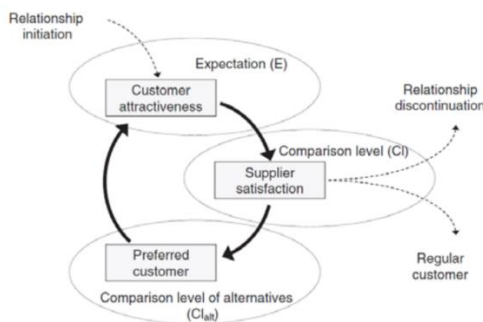 Relationship
initiation
Expectation (E)
Customer
attractiveness
Relationship
discontinuation
Comparison level (Cl)
Supplier
satisfaction
Preferred
customer
Regular
customer
Comparison level of alternatives
(Clalt)